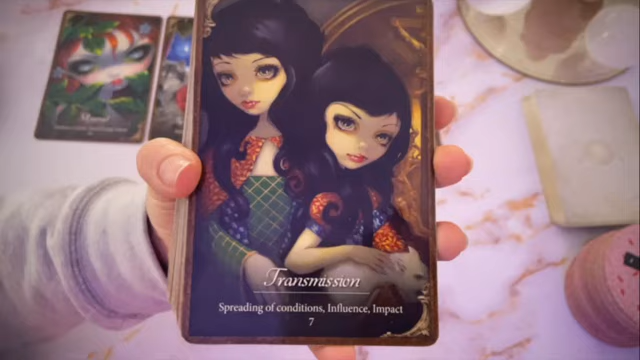 Transmission
Spreading of conditions, Influence, Impact
7